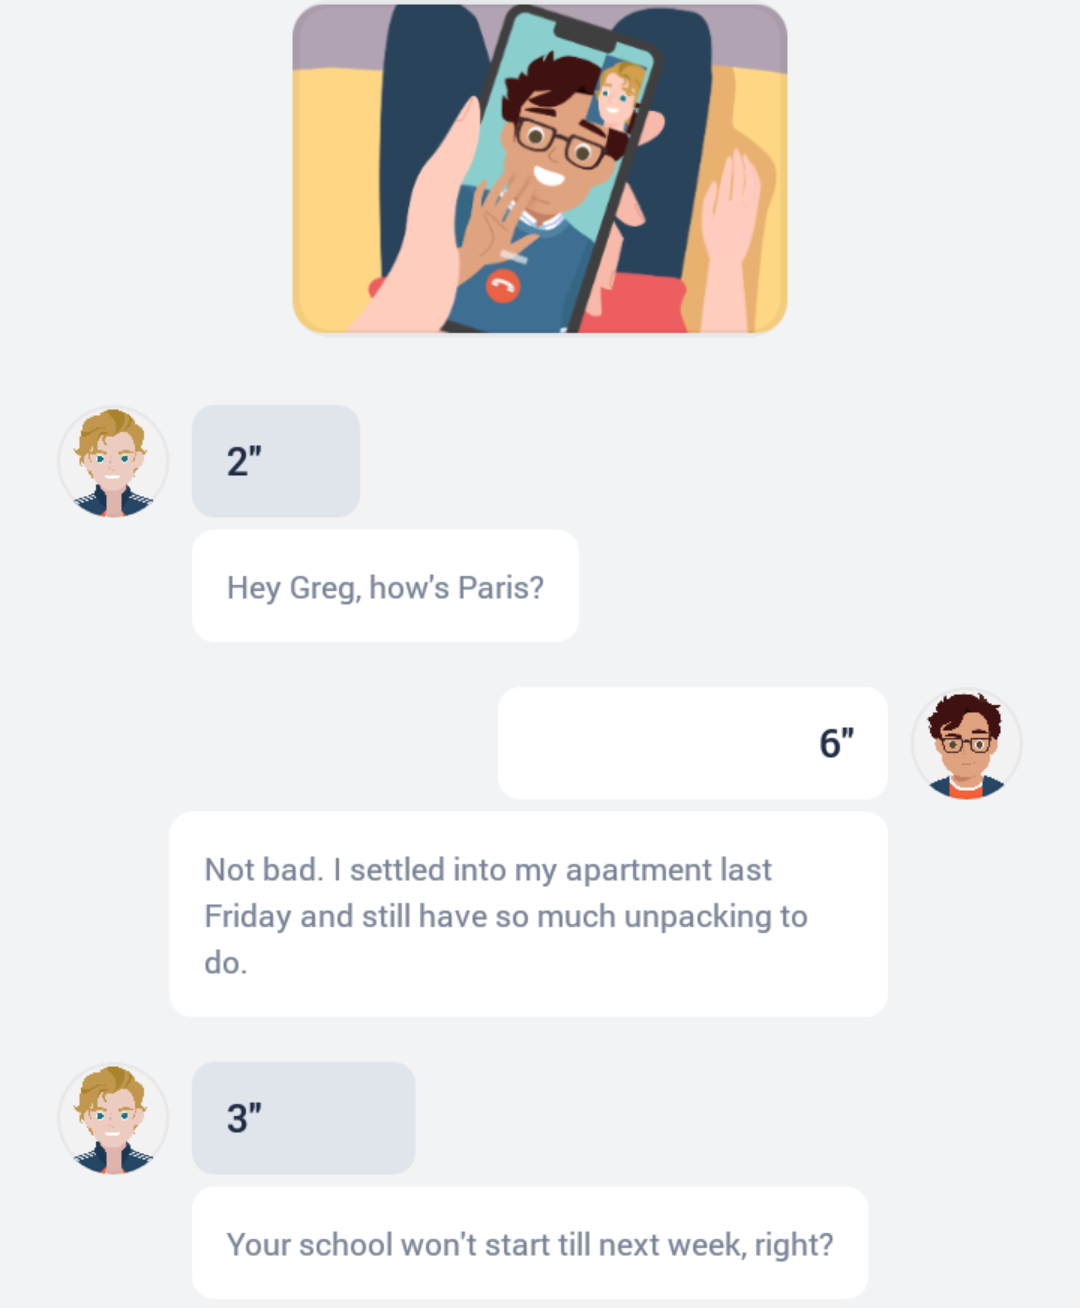 2"
Hey Greg, how's Paris?
6"
Not bad. I settled into my apartment last
Friday and still have so much unpacking to
do.
3"
Your school won't start till next week, right?